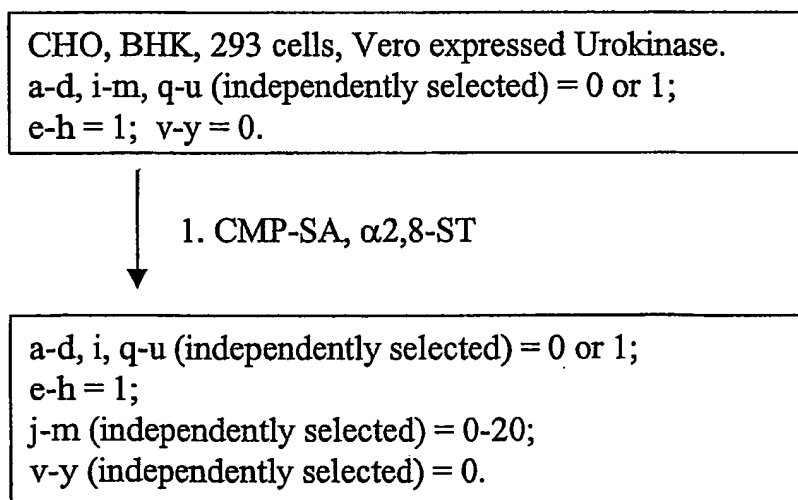 CHO, BHK, 293 cells, Vero expressed Urokinase.
a-d, i-m, q-u (independently selected) = 0 or 1;
e-h = 1; v-y = 0.
1. CMP-SA, α2,8-ST
a-d, i, q-u (independently selected) = 0 or 1;
e-h = 1;
j-m (independently selected) = 0-20;
v-y (independently selected) = 0.